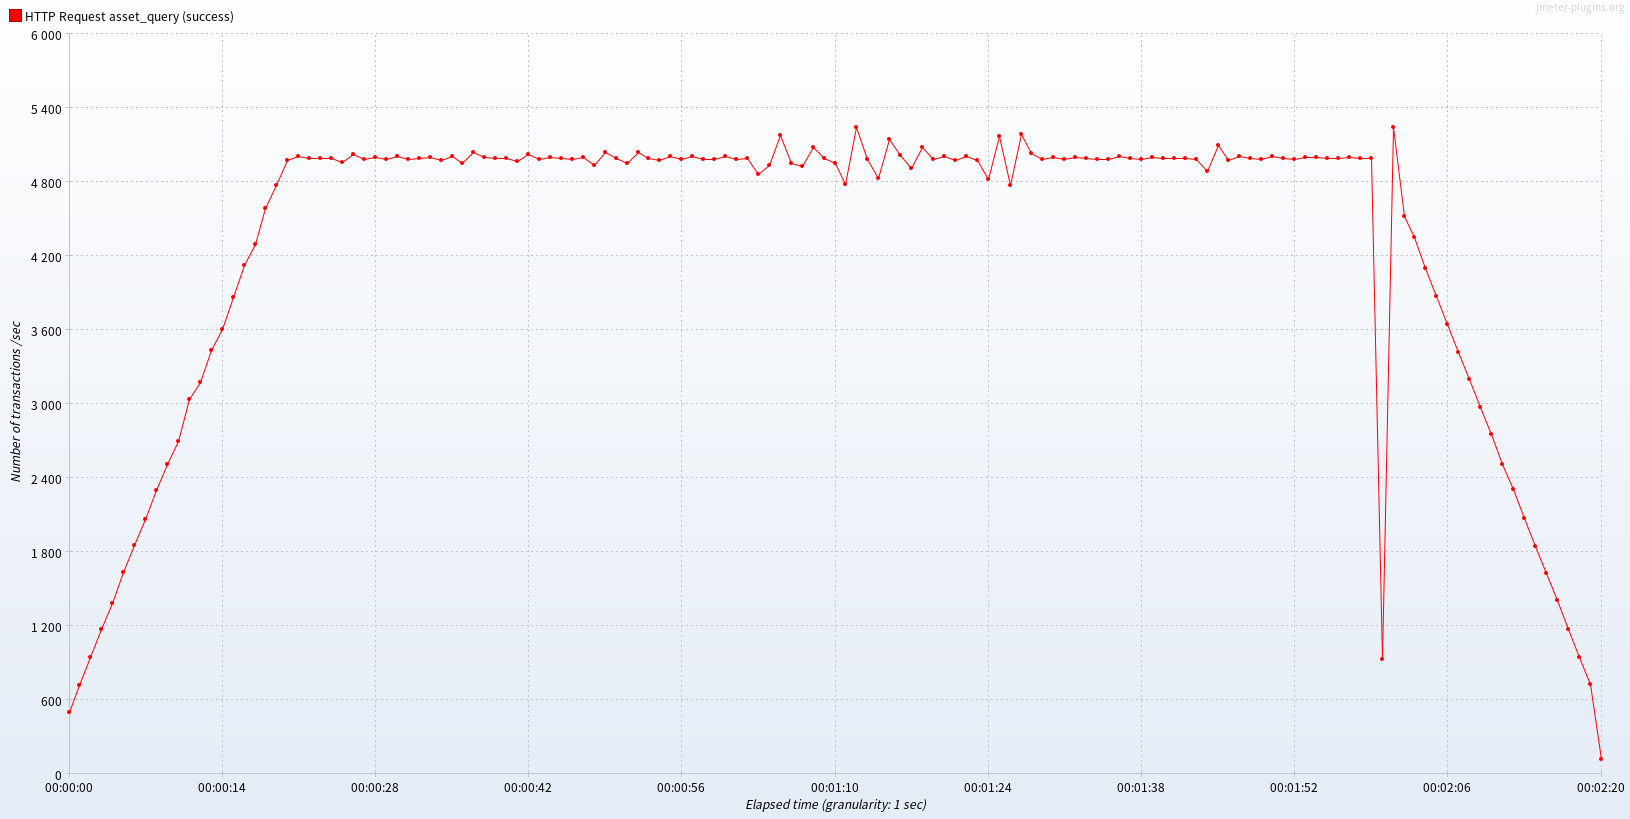 HTTP Request asset_query (success)
jmeter-plugins.org
6 000
5 400
4 800
4 200
3 600
3 000
2 400
1 800
1 200
600
0
Number of transactions /sec
00:00:00 00:00:14 00:00:28 00:00:42 00:00:56 00:01:10 00:01:24 00:01:38 00:01:52 00:02:06 00:02:20
Elapsed time (granularity: 1 sec)